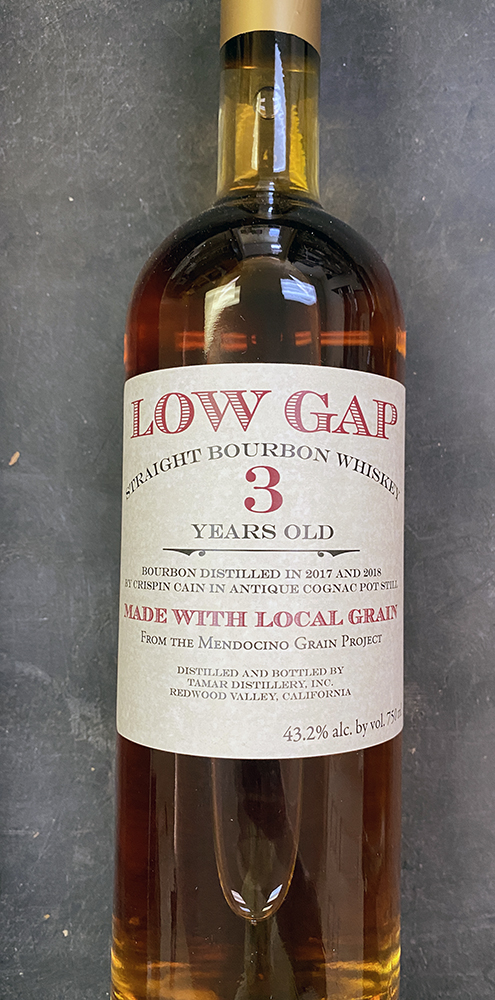 LOW GAP
STRAIGHT BOURBON WHISKEY
3
YEARS OLD
BOURBON DISTILLED IN 2017 AND 2018
BY CRISPIN CAIN IN ANTIQUE COGNAC POT STILL
MADE WITH LOCAL GRAIN
FROM THE MENDOCINO GRAIN PROJECT
DISTILLED AND BOTTLED BY
TAMAR DISTILLERY, INC.
REDWOOD VALLEY, CALIFORNIA
43.2% alc. by vol. 750